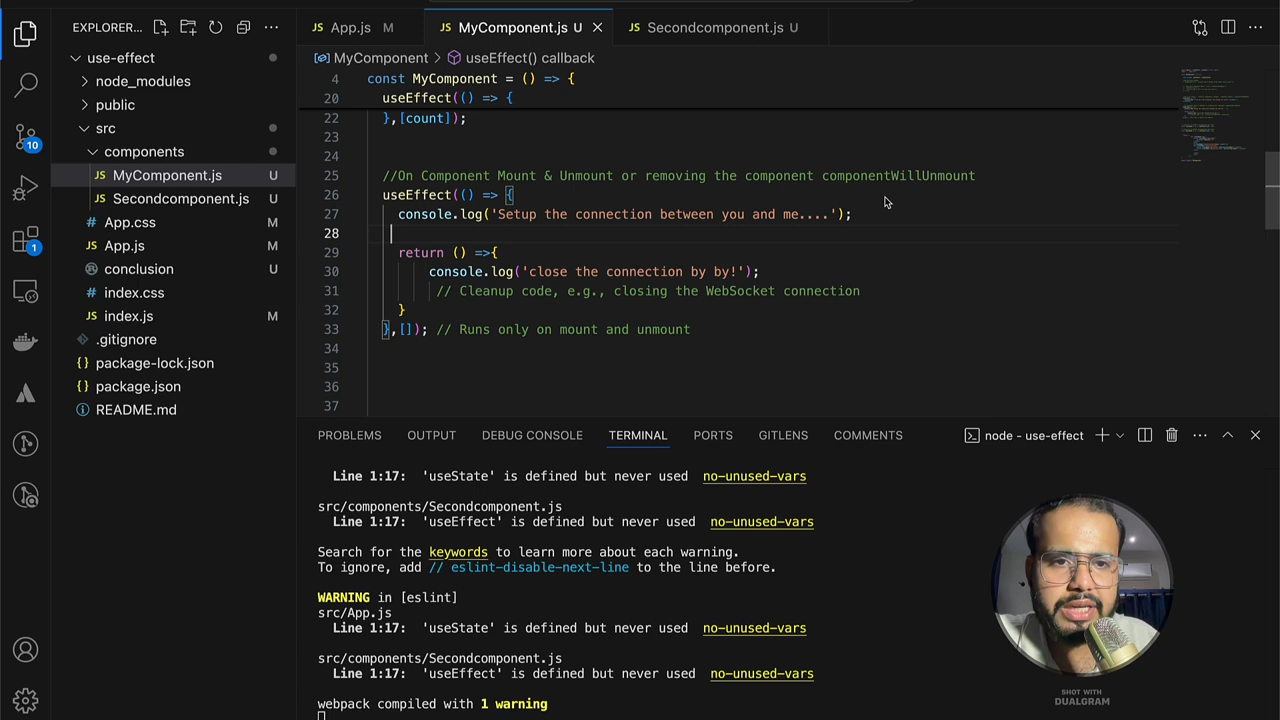 EXPLORER...
App.js M
MyComponent.js U
Secondcomponent.js U
use-effect
MyComponent > useEffect() callback
node_modules
public
src
components
JS MyComponent.js U
JS Secondcomponent.js U
App.css M
JS App.js M
conclusion U
index.css M
JS index.js M
.gitignore
{} package-lock.json
{} package.json
README.md
10
1
4 const MyComponent = () => {
20 useEffect(() => {
22 },[count]);
23
24
25 //On Component Mount & Unmount or removing the component componentWillUnmount
26 useEffect(() => {
27 console.log('Setup the connection between you and me....');
28
29 return () =>{
30 console.log('close the connection by by!');
31 // Cleanup code, e.g., closing the WebSocket connection
32 }
33 },[]); // Runs only on mount and unmount
34
35
36
37
PROBLEMS OUTPUT DEBUG CONSOLE TERMINAL PORTS GITLENS COMMENTS node - use-effect
Line 1:17: 'useState' is defined but never used no-unused-vars
src/components/Secondcomponent.js
Line 1:17: 'useEffect' is defined but never used no-unused-vars
Search for the keywords to learn more about each warning.
To ignore, add // eslint-disable-next-line to the line before.
WARNING in [eslint]
src/App.js
Line 1:17: 'useState' is defined but never used no-unused-vars
src/components/Secondcomponent.js
Line 1:17: 'useEffect' is defined but never used no-unused-vars
webpack compiled with 1 warning
SHOT WITH
DUALGRAM